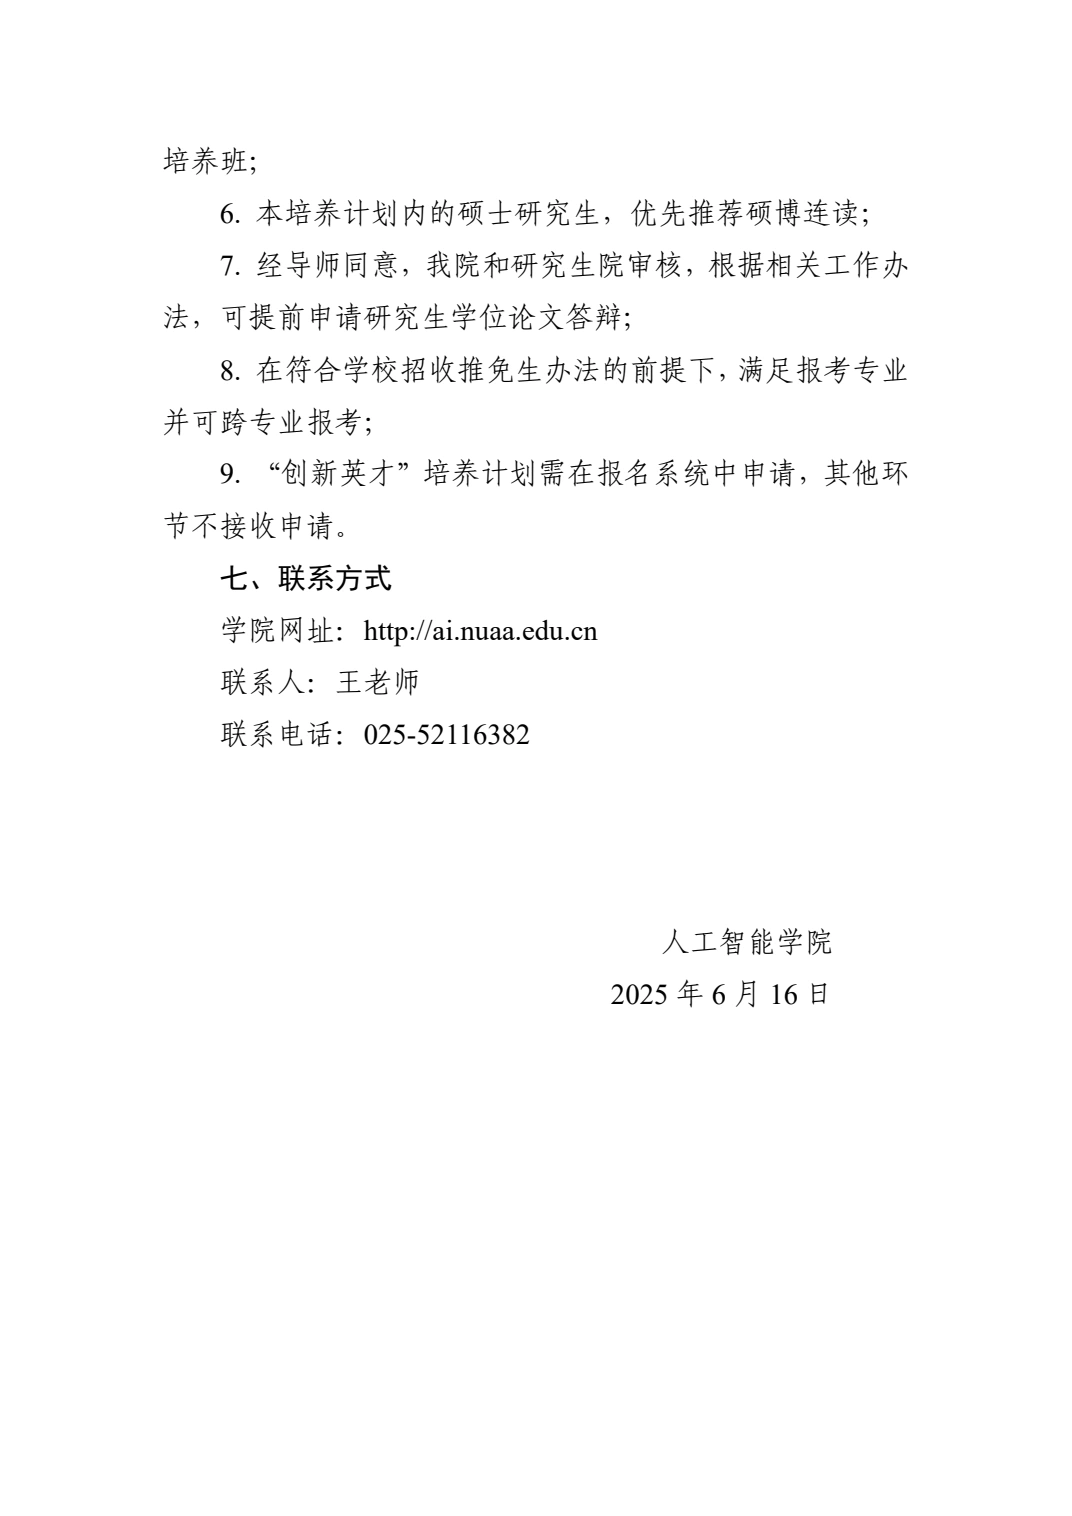 培养班；
6. 本培养计划内的硕士研究生，优先推荐硕博连读；
7. 经导师同意，我院和研究生院审核，根据相关工作办
法，可提前申请研究生学位论文答辩；
8. 在符合学校招收推免生办法的前提下，满足报考专业
并可跨专业报考；
9. “创新英才”培养计划需在报名系统中申请，其他环
节不接收申请。
七、联系方式
学院网址：http://ai.nuaa.edu.cn
联系人：王老师
联系电话：025-52116382
人工智能学院
2025 年 6 月 16 日